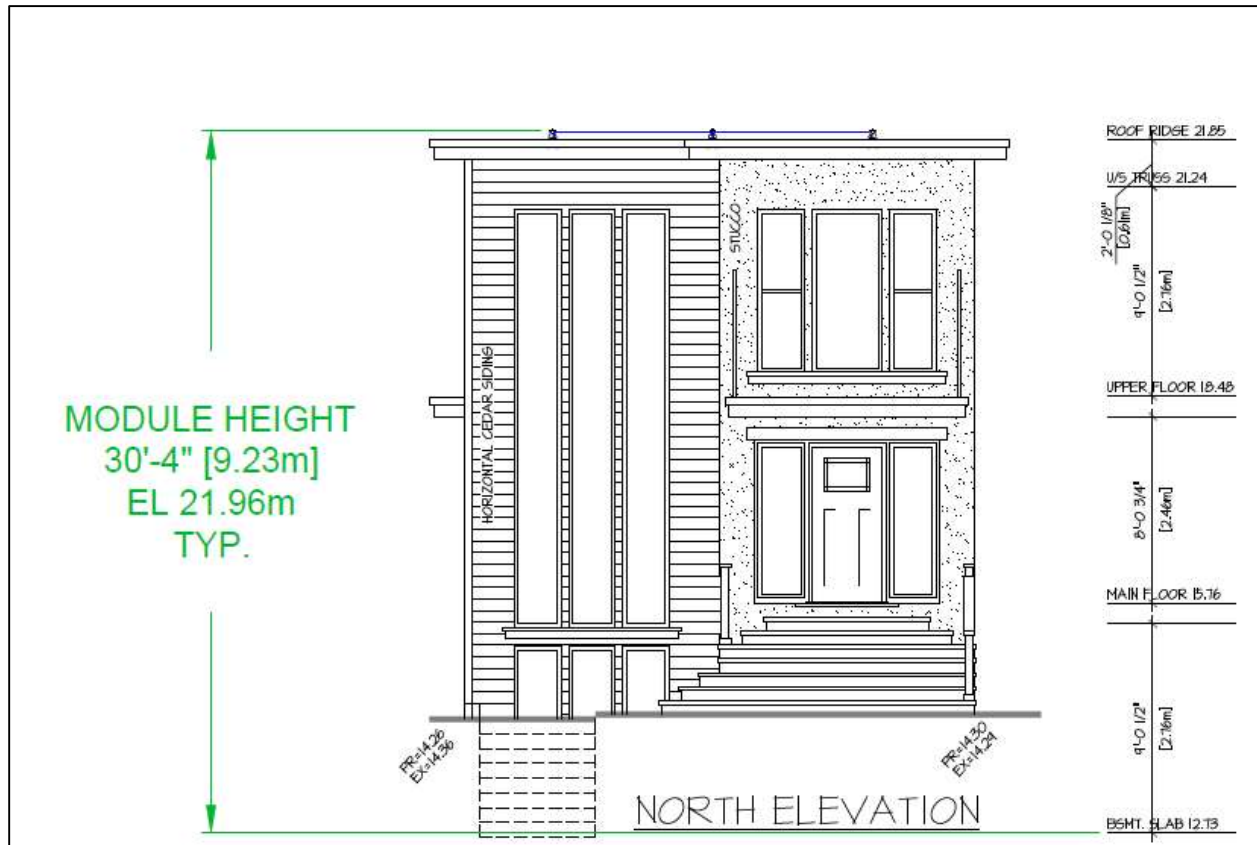 ROOF RIDGE 21.85
U/S TRUSS 21.24
2'-0 1/8"
[0.61m]
STUCCO
9'-0 1/2"
[2.76m]
HORIZONTAL CEDAR SIDING
UPPER FLOOR 18.48
MODULE HEIGHT
30'-4" [9.23m]
EL 21.96m
TYP.
8'-0 3/4"
[2.46m]
MAIN FLOOR 15.76
9'-0 1/2"
[2.76m]
PR=14.26
EX=14.36
PR=14.30
EX=14.29
NORTH ELEVATION
BSMT. SLAB 12.73